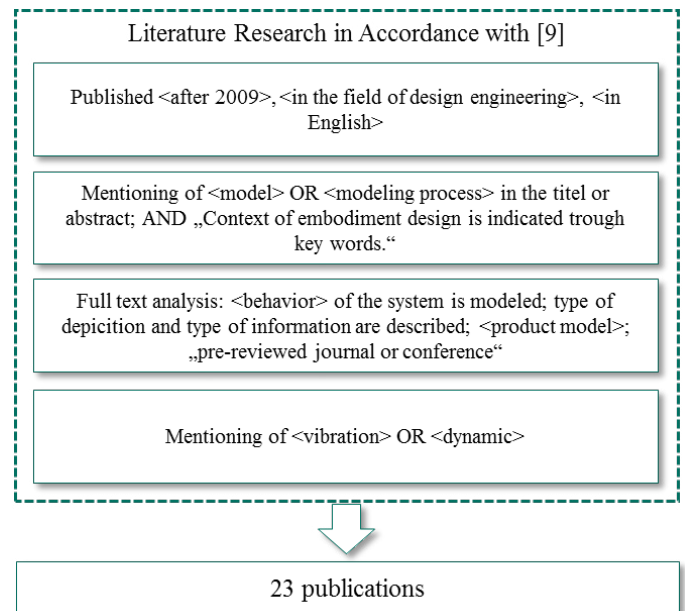 Literature Research in Accordance with [9]
Published <after 2009>, <in the field of design engineering>, <in
English>
Mentioning of <model> OR <modeling process> in the titel or
abstract; AND „Context of embodiment design is indicated trough
key words.“
Full text analysis: <behavior> of the system is modeled; type of
depicition and type of information are described; <product model>;
„pre-reviewed journal or conference“
Mentioning of <vibration> OR <dynamic>
23 publications